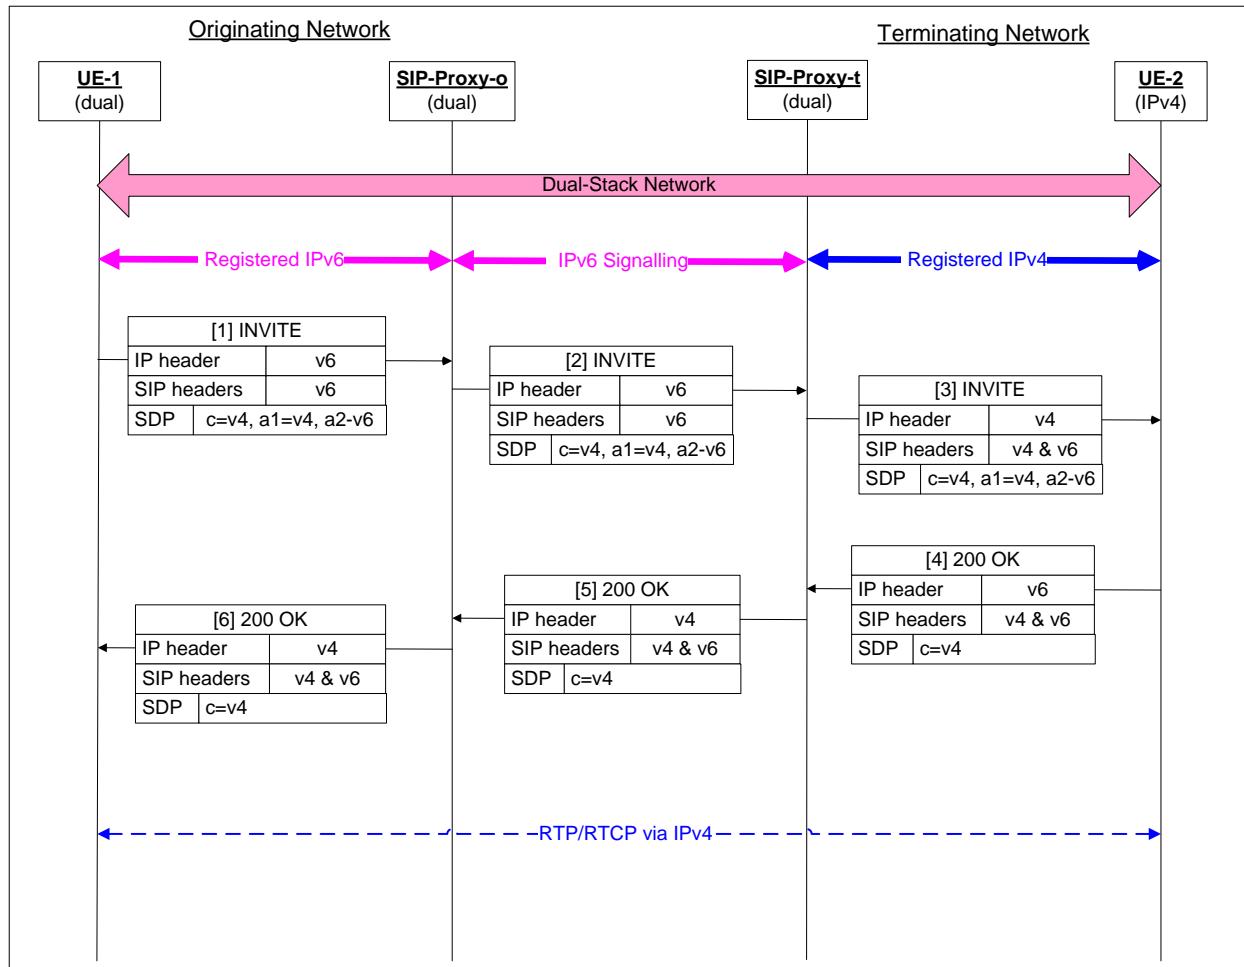 Originating Network
Terminating Network
UE-1
(dual)
SIP-Proxy-o
(dual)
SIP-Proxy-t
(dual)
UE-2
(IPv4)
Dual-Stack Network
Registered IPv6
IPv6 Signalling
Registered IPv4
[1] INVITE
IP header v6
SIP headers v6
SDP c=v4, a1=v4, a2-v6
[2] INVITE
IP header v6
SIP headers v6
SDP c=v4, a1=v4, a2-v6
[3] INVITE
IP header v4
SIP headers v4 & v6
SDP c=v4, a1=v4, a2-v6
[4] 200 OK
IP header v6
SIP headers v4 & v6
SDP c=v4
[5] 200 OK
IP header v4
SIP headers v4 & v6
SDP c=v4
[6] 200 OK
IP header v4
SIP headers v4 & v6
SDP c=v4
RTP/RTCP via IPv4